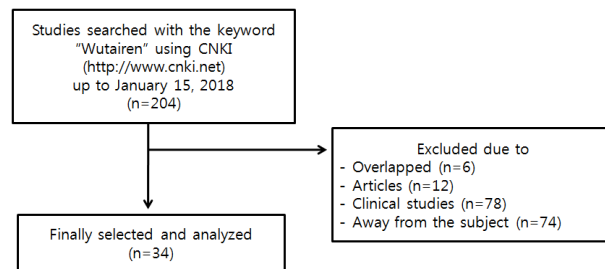 Studies searched with the keyword
"Wutairen" using CNKI
(http://www.cnki.net)
up to January 15, 2018
(n=204)
Excluded due to
- Overlapped (n=6)
- Articles (n=12)
- Clinical studies (n=78)
- Away from the subject (n=74)
Finally selected and analyzed
(n=34)